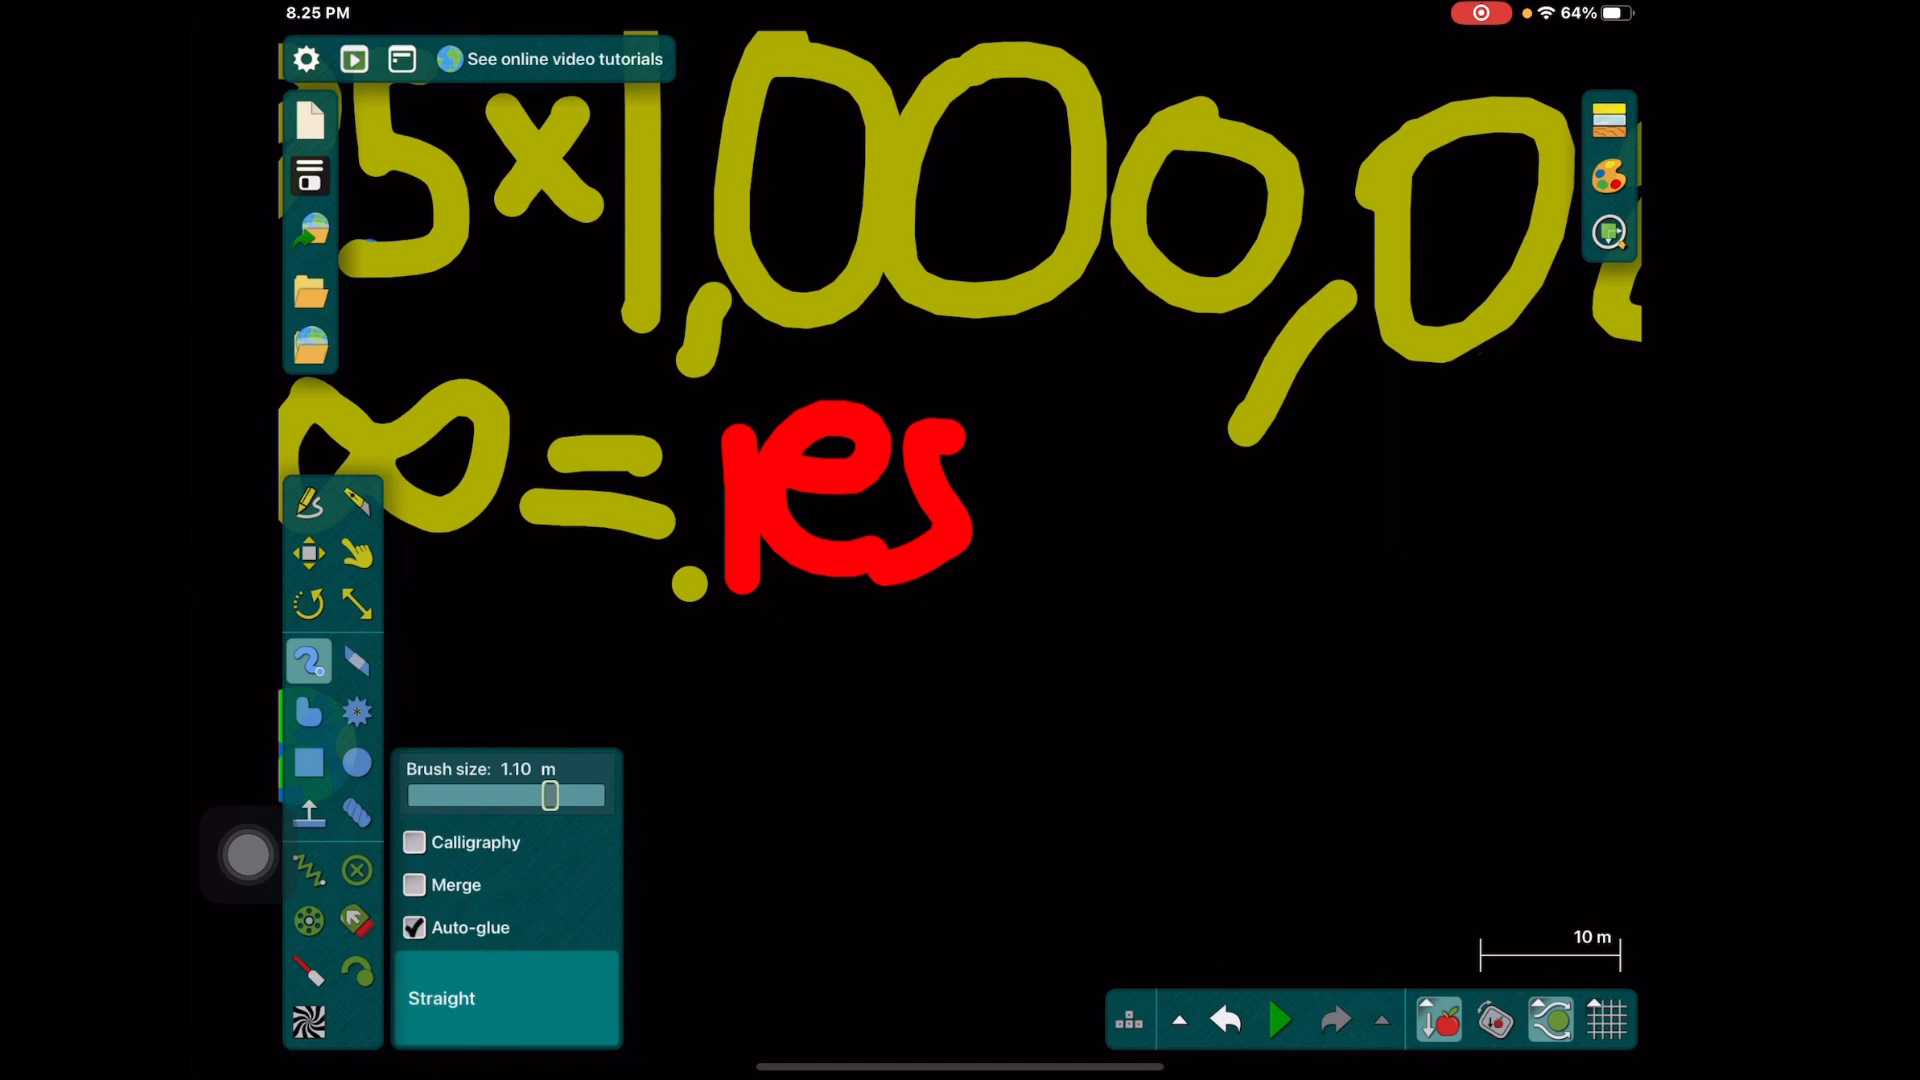 8.25 PM
64%
See online video tutorials
5×1,000,0
∞=.
res
Brush size: 1.10 m
Calligraphy
Merge
Auto-glue
Straight
10 m